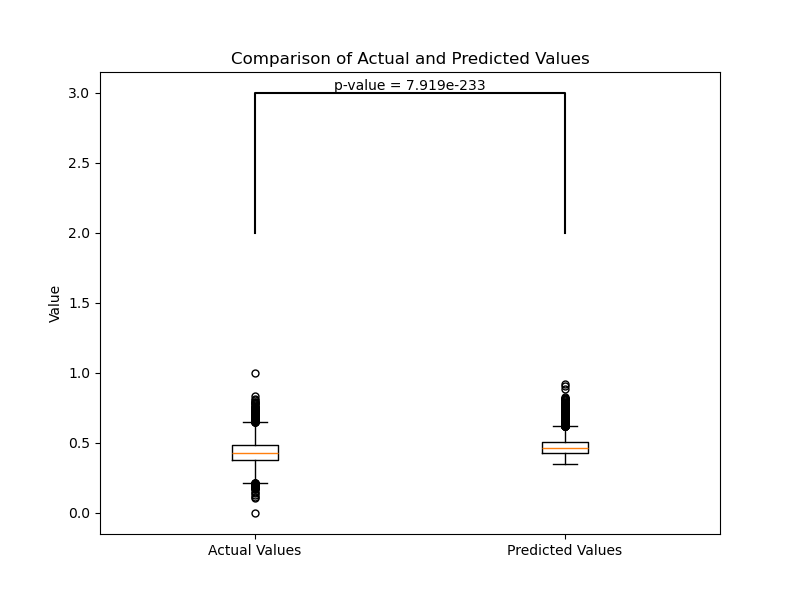 Comparison of Actual and Predicted Values
p-value = 7.919e-233
3.0
2.5
2.0
1.5
1.0
0.5
0.0
Value
Actual Values
Predicted Values